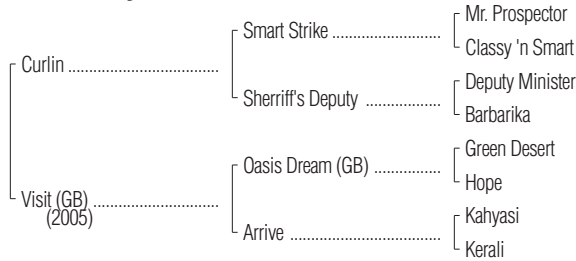 Mr. Prospector
Smart Strike ..........................
Classy 'n Smart
Curlin .....................................
Deputy Minister
Sherriff's Deputy ..................
Barbarika
Green Desert
Oasis Dream (GB) ................
Hope
Visit (GB) ...............................
(2005)
Kahyasi
Arrive .....................................
Kerali